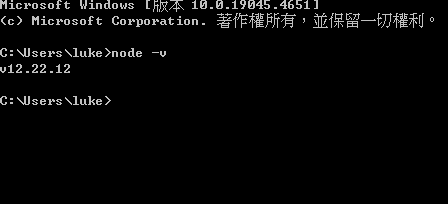 Microsoft Windows [版本 10.0.19045.4651]
(c) Microsoft Corporation. 著作權所有，並保留一切權利。
C:\Users\luke>node -v
v12.22.12
C:\Users\luke>